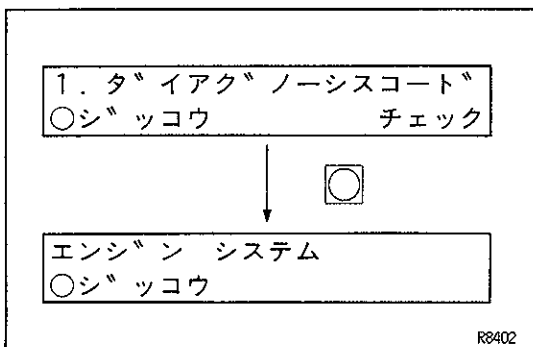 1. ダイアグノーシスコード
○ジッコウ チェック
エンジン システム
○ジッコウ
R8402